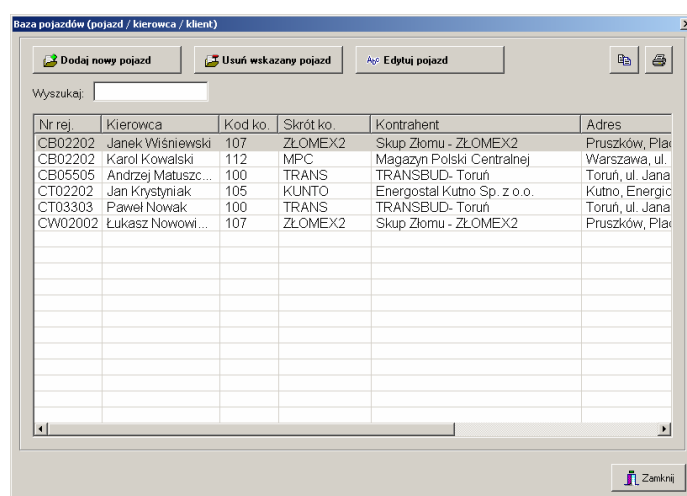 Baza pojazdów (pojazd / kierowca / klient)
Dodaj nowy pojazd Usuń wskazany pojazd Edytuj pojazd
Wyszukaj:
Nr rej. Kierowca Kod ko. Skrót ko. Kontrahent Adres
CB02202 Janek Wiśniewski 107 ZŁOMEX2 Skup Złomu - ZŁOMEX2 Pruszków, Plac
CB02202 Karol Kowalski 112 MPC Magazyn Polski Centralnej Warszawa, ul.
CB05505 Andrzej Matuszc... 100 TRANS TRANSBUD- Toruń Toruń, ul. Jana
CT02202 Jan Krystyniak 105 KUNTO Energostal Kutno Sp. z o.o. Kutno, Energic
CT03303 Paweł Nowak 100 TRANS TRANSBUD- Toruń Toruń, ul. Jana
CW02002 Łukasz Nowowi... 107 ZŁOMEX2 Skup Złomu - ZŁOMEX2 Pruszków, Plac
Zamknij